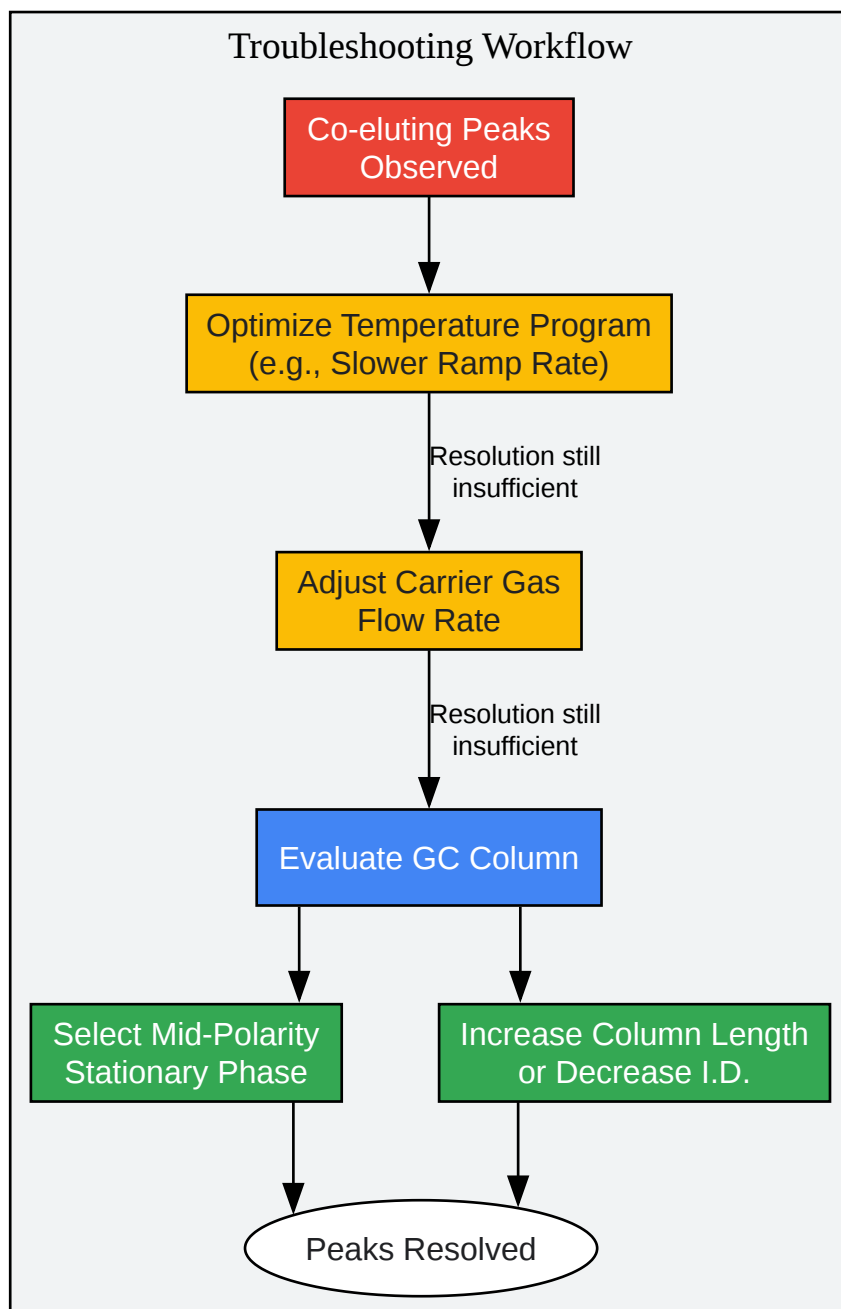 Troubleshooting Workflow
Co-eluting Peaks
Observed
Optimize Temperature Program
(e.g., Slower Ramp Rate)
Resolution still
insufficient
Adjust Carrier Gas
Flow Rate
Resolution still
insufficient
Evaluate GC Column
Select Mid-Polarity
Stationary Phase
Increase Column Length
or Decrease I.D.
Peaks Resolved